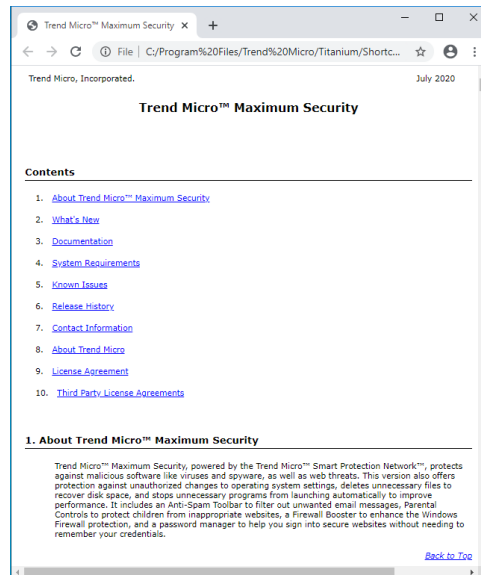 Trend Micro™ Maximum Security
File | C:/Program%20Files/Trend%20Micro/Titanium/Shortc...
Trend Micro, Incorporated. July 2020
Trend Micro™ Maximum Security
Contents
1. About Trend Micro™ Maximum Security
2. What's New
3. Documentation
4. System Requirements
5. Known Issues
6. Release History
7. Contact Information
8. About Trend Micro
9. License Agreement
10. Third Party License Agreements
1. About Trend Micro™ Maximum Security
Trend Micro™ Maximum Security, powered by the Trend Micro™ Smart Protection Network™, protects
against malicious software like viruses and spyware, as well as web threats. This version also offers
protection against unauthorized changes to operating system settings, deletes unnecessary files to
recover disk space, and stops unnecessary programs from launching automatically to improve
performance. It includes an Anti-Spam Toolbar to filter out unwanted email messages, Parental
Controls to protect children from inappropriate websites, a Firewall Booster to enhance the Windows
Firewall protection, and a password manager to help you sign into secure websites without needing to
remember your credentials.
Back to Top